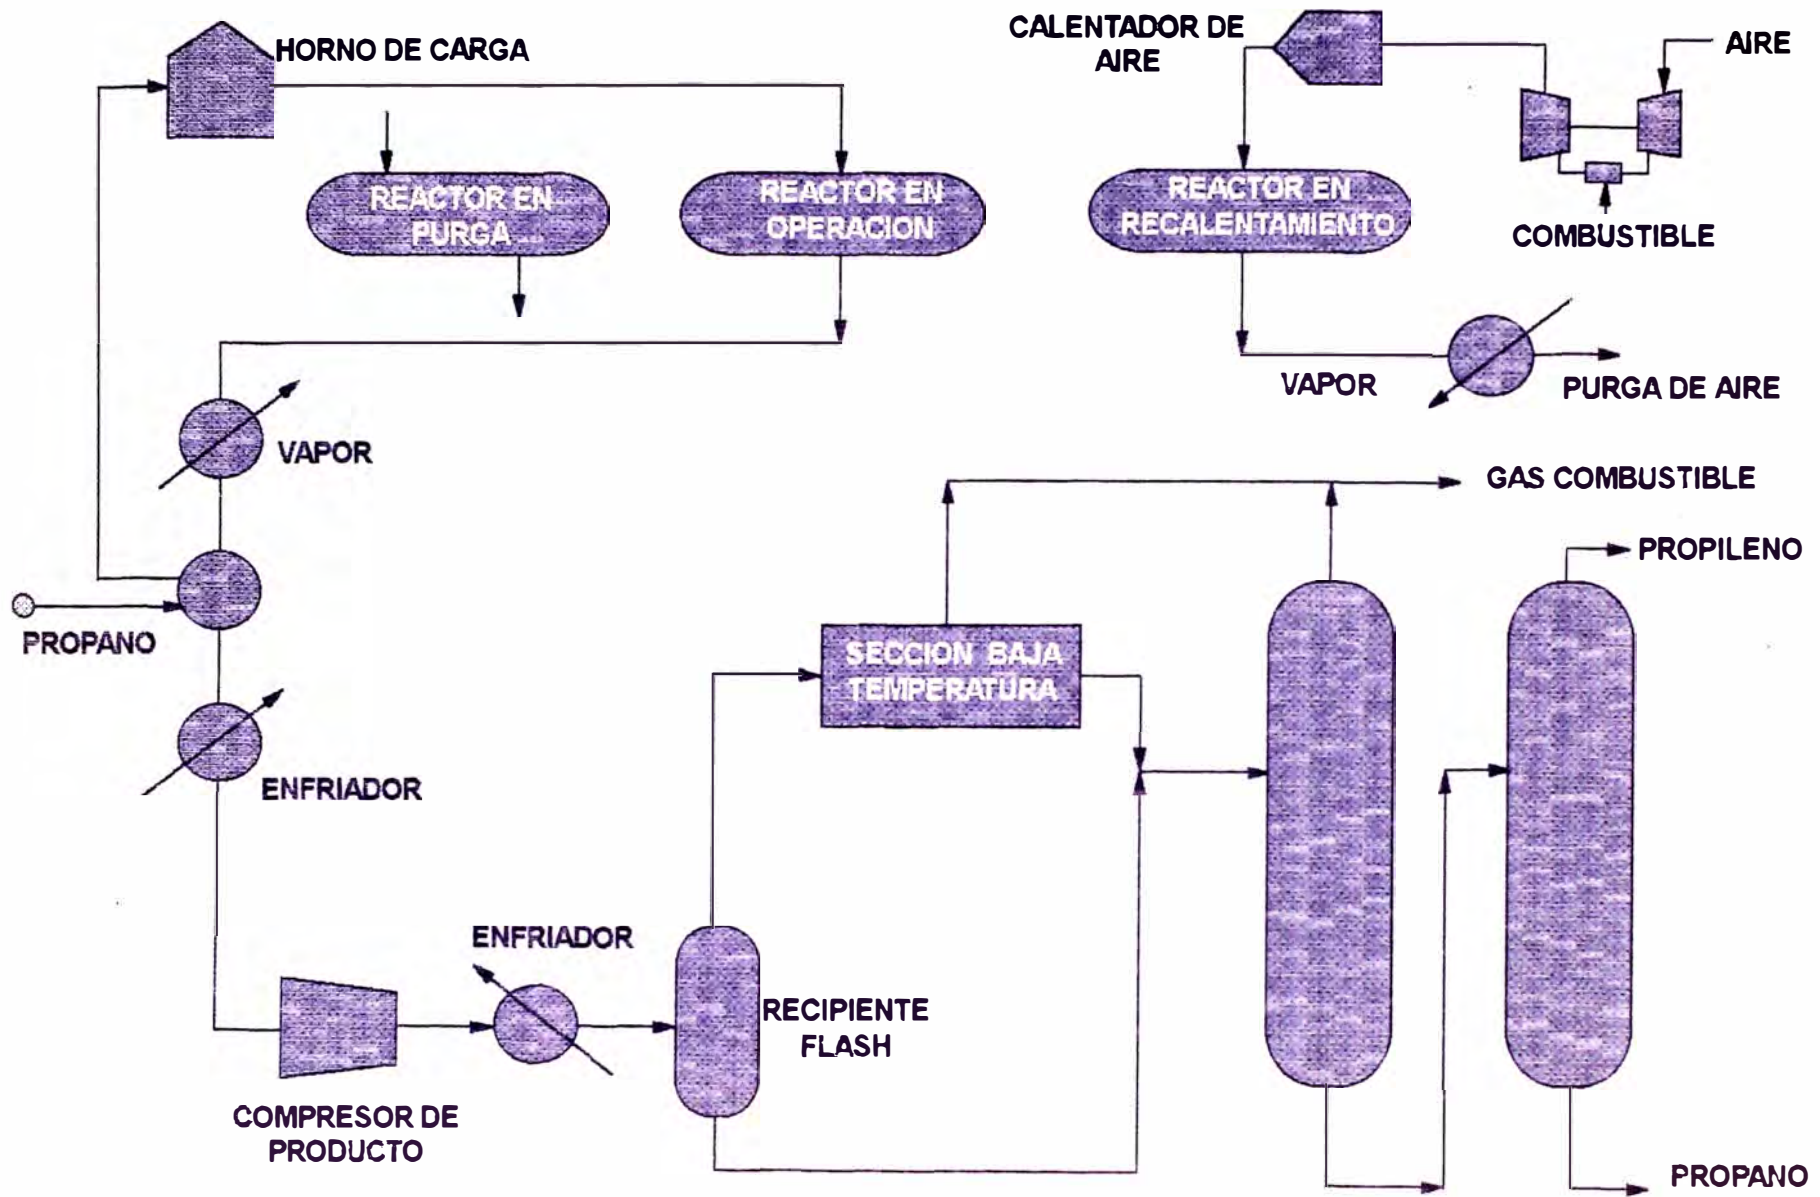 HORNO DE CARGA
CALENTADOR DE
AIRE
AIRE
REACTOR EN
PURGA
REACTOR EN
OPERACION
REACTOR EN
RECALENTAMIENTO
COMBUSTIBLE
VAPOR
PURGA DE AIRE
VAPOR
GAS COMBUSTIBLE
PROPILENO
PROPANO
SECCION BAJA
TEMPERATURA
ENFRIADOR
ENFRIADOR
RECIPIENTE
FLASH
COMPRESOR DE
PRODUCTO
PROPANO